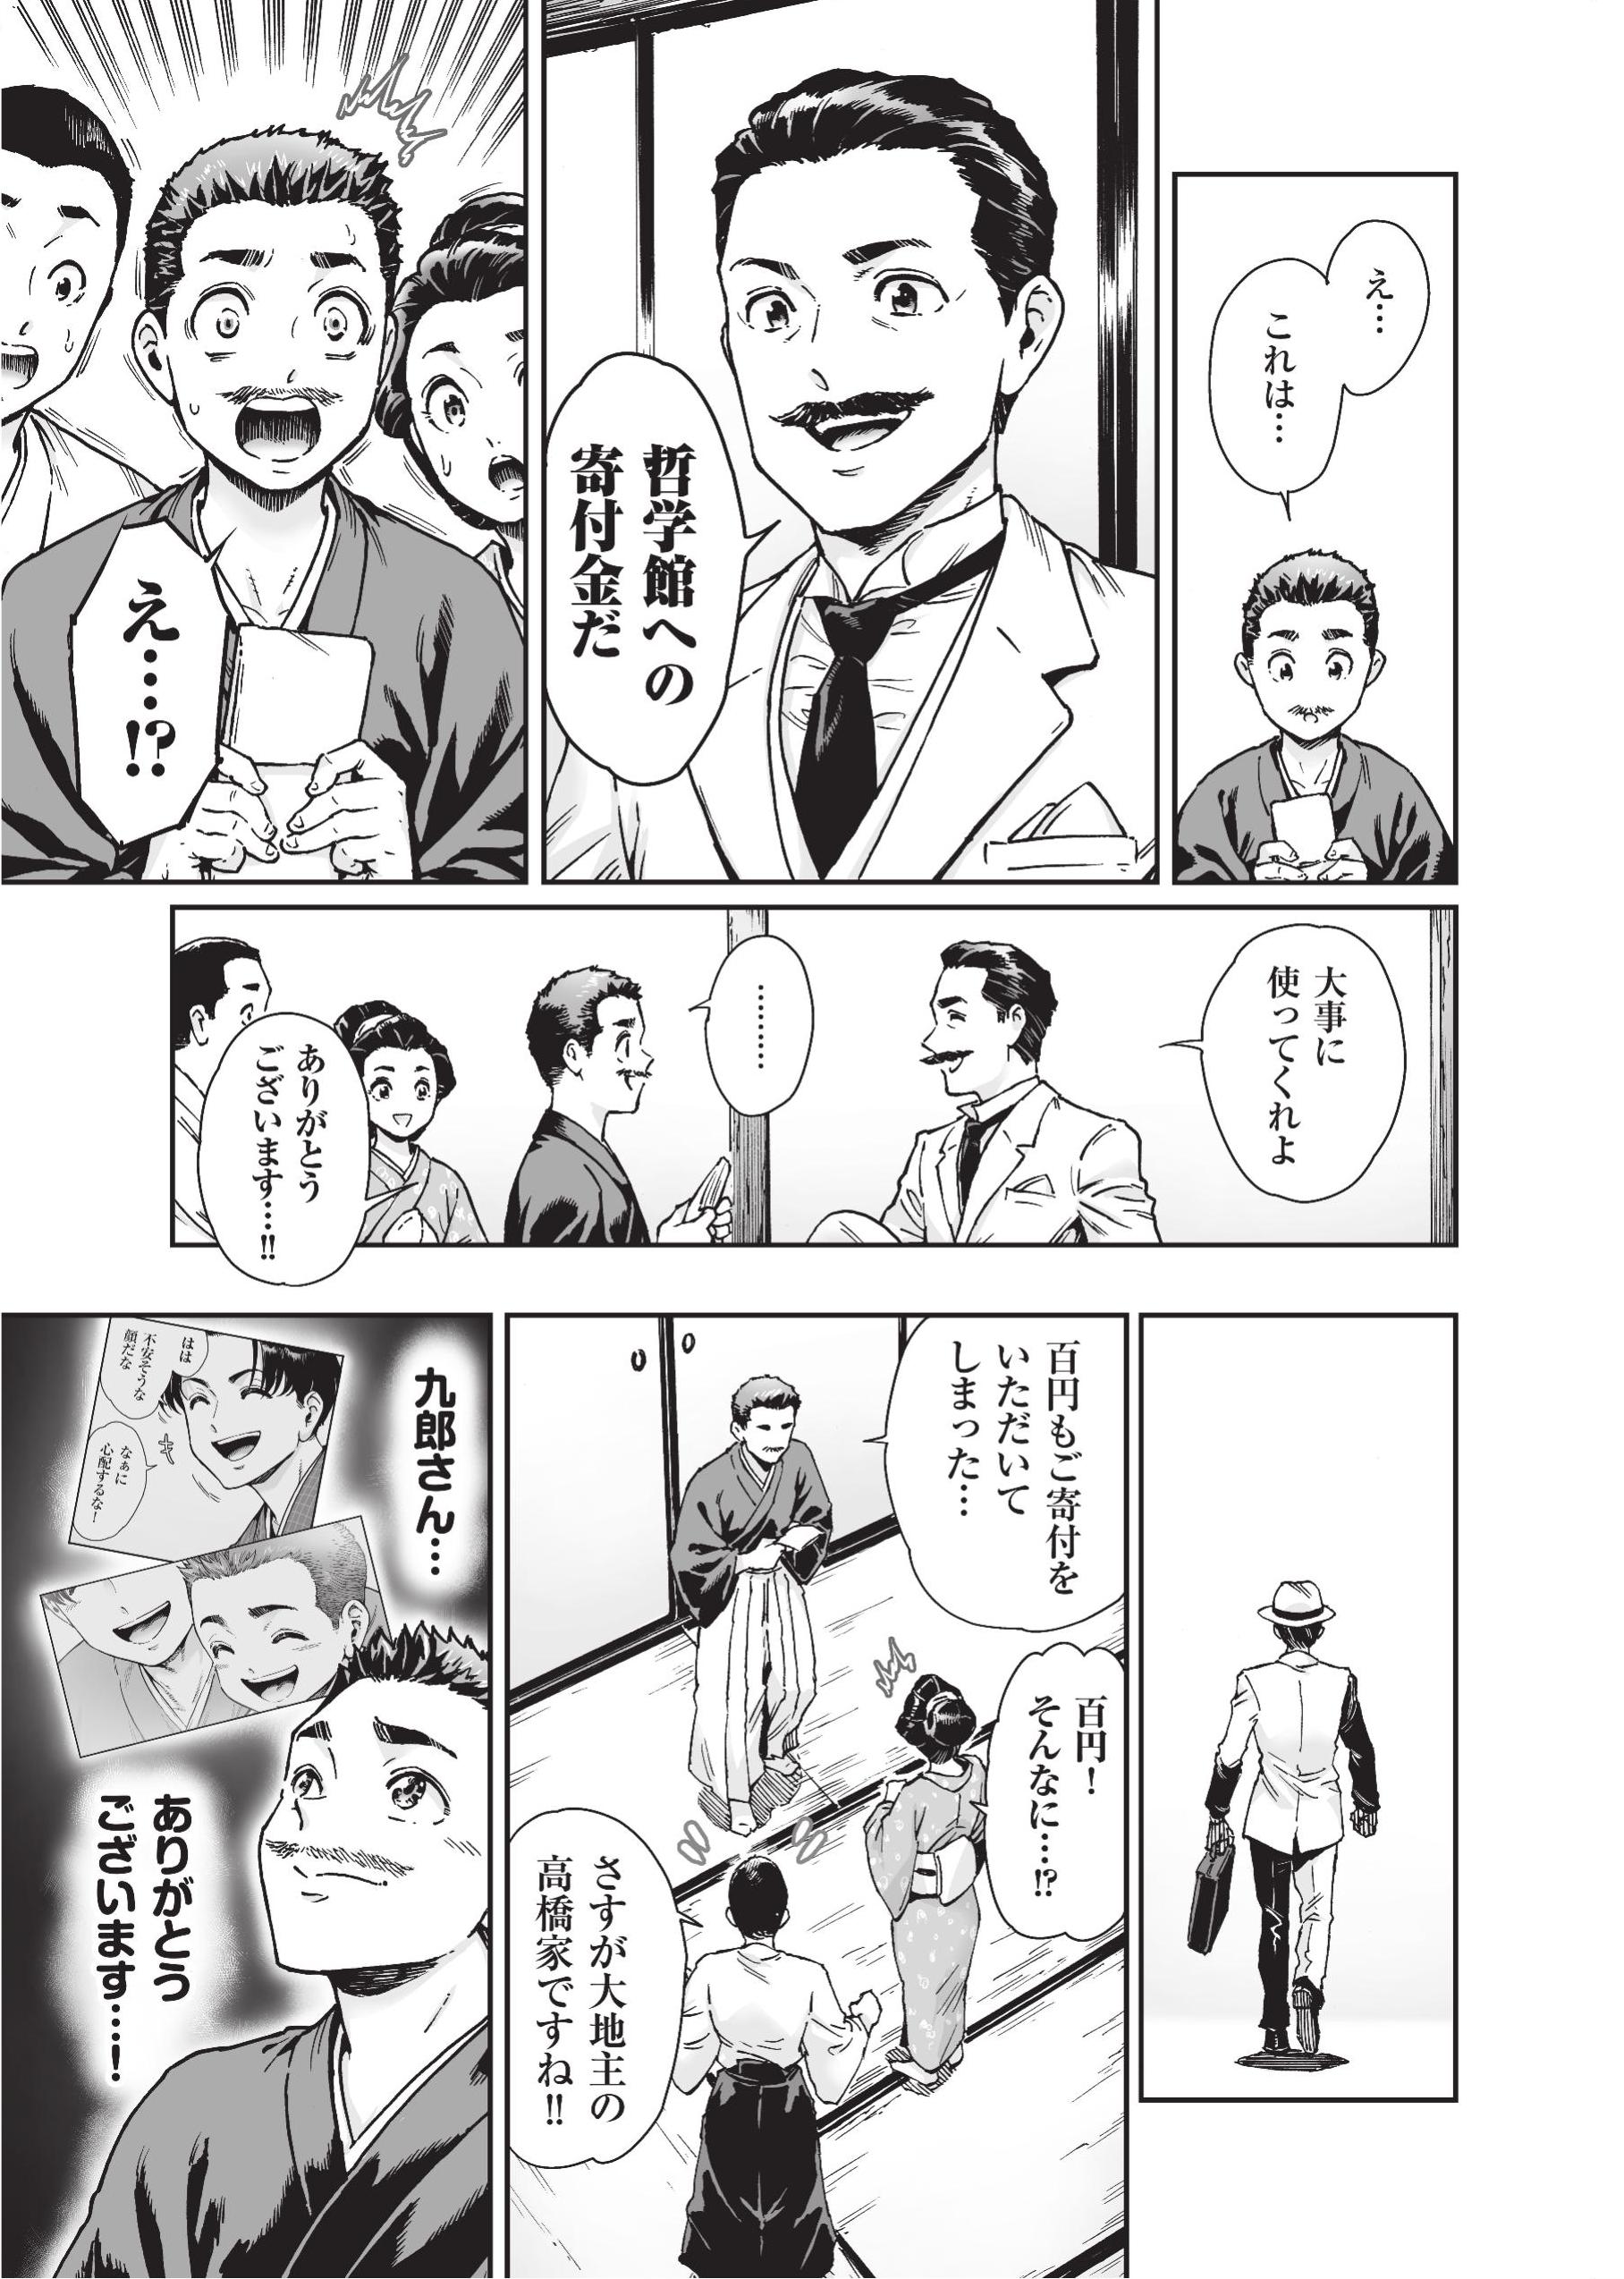 え…
これは…
哲学館への
寄付金だ
え…!?
大事に
使ってくれよ
………
ありがとう
ございます…!!
百円もご寄付を
いただいて
しまった…
百円！
そんなに…!?
さすが大地主の
高橋家ですね!!
九郎さん…
はは
不安そうな
顔だな
なぁに
心配するな！
ありがとう
ございます…！